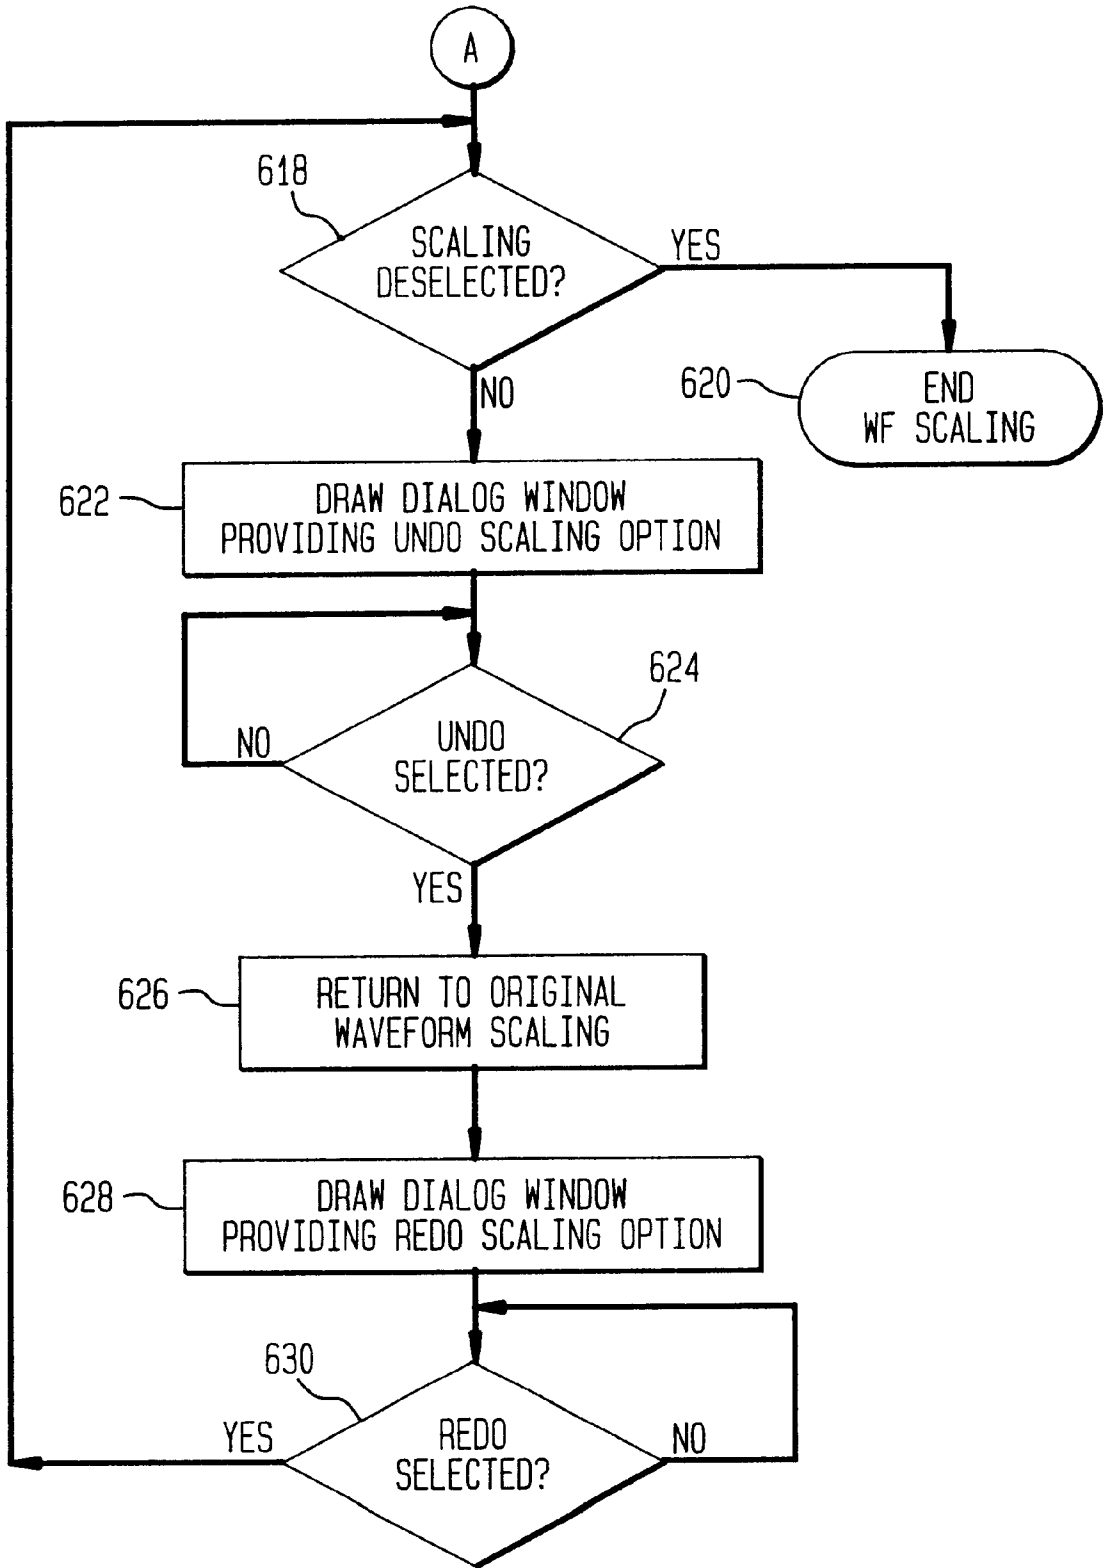 A
618
SCALING
DESELECTED?
YES
NO
620
END
WF SCALING
622
DRAW DIALOG WINDOW
PROVIDING UNDO SCALING OPTION
624
UNDO
SELECTED?
NO
YES
626
RETURN TO ORIGINAL
WAVEFORM SCALING
628
DRAW DIALOG WINDOW
PROVIDING REDO SCALING OPTION
630
REDO
SELECTED?
YES
NO